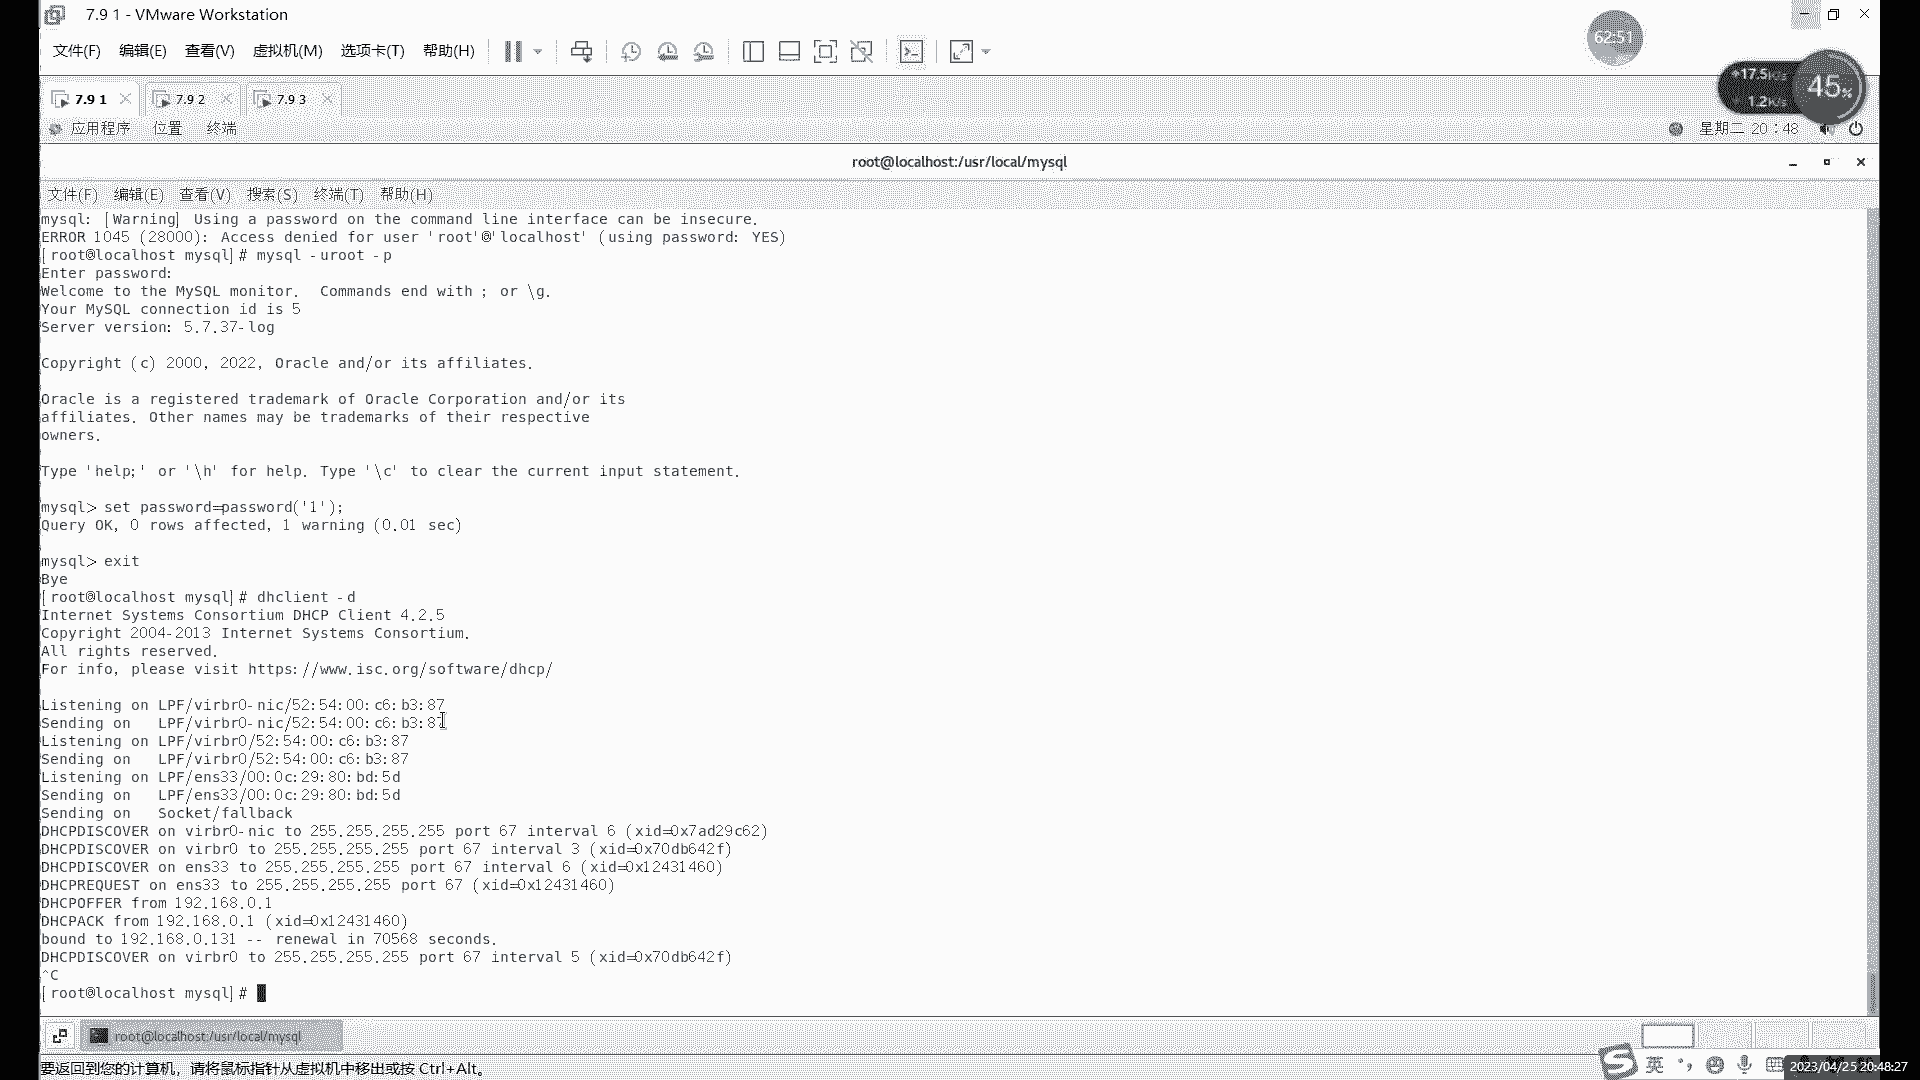 7.9 1 - VMware Workstation
文件(F) 编辑(E) 查看(V) 虚拟机(M) 选项卡(T) 帮助(H)
62:51
7.9 1 7.9 2 7.9 3
+17.5K/s
1.2K/s
45%
应用程序 位置 终端
星期二 20：48
root@localhost:/usr/local/mysql
文件(F) 编辑(E) 查看(V) 搜索(S) 终端(T) 帮助(H)
mysql: [Warning] Using a password on the command line interface can be insecure.
ERROR 1045 (28000): Access denied for user 'root'@'localhost' (using password: YES)
[root@localhost mysql]# mysql -uroot -p
Enter password:
Welcome to the MySQL monitor.  Commands end with ; or \g.
Your MySQL connection id is 5
Server version: 5.7.37-log
Copyright (c) 2000, 2022, Oracle and/or its affiliates.
Oracle is a registered trademark of Oracle Corporation and/or its
affiliates. Other names may be trademarks of their respective
owners.
Type 'help;' or '\h' for help. Type '\c' to clear the current input statement.
mysql> set password=password('1');
Query OK, 0 rows affected, 1 warning (0.01 sec)
mysql> exit
Bye
[root@localhost mysql]# dhclient -d
Internet Systems Consortium DHCP Client 4.2.5
Copyright 2004-2013 Internet Systems Consortium.
All rights reserved.
For info, please visit https://www.isc.org/software/dhcp/
Listening on LPF/virbr0-nic/52:54:00:c6:b3:87
Sending on   LPF/virbr0-nic/52:54:00:c6:b3:87
Listening on LPF/virbr0/52:54:00:c6:b3:87
Sending on   LPF/virbr0/52:54:00:c6:b3:87
Listening on LPF/ens33/00:0c:29:80:bd:5d
Sending on   LPF/ens33/00:0c:29:80:bd:5d
Sending on   Socket/fallback
DHCPDISCOVER on virbr0-nic to 255.255.255.255 port 67 interval 6 (xid=0x7ad29c62)
DHCPDISCOVER on virbr0 to 255.255.255.255 port 67 interval 3 (xid=0x70db642f)
DHCPDISCOVER on ens33 to 255.255.255.255 port 67 interval 6 (xid=0x12431460)
DHCPREQUEST on ens33 to 255.255.255.255 port 67 (xid=0x12431460)
DHCPOFFER from 192.168.0.1
DHCPACK from 192.168.0.1 (xid=0x12431460)
bound to 192.168.0.131 -- renewal in 70568 seconds.
DHCPDISCOVER on virbr0 to 255.255.255.255 port 67 interval 5 (xid=0x70db642f)
^C
[root@localhost mysql]#
root@localhost:/usr/local/mysql
要返回到您的计算机，请将鼠标指针从虚拟机中移出或按 Ctrl+Alt。
英
2023/04/25 20:48:27